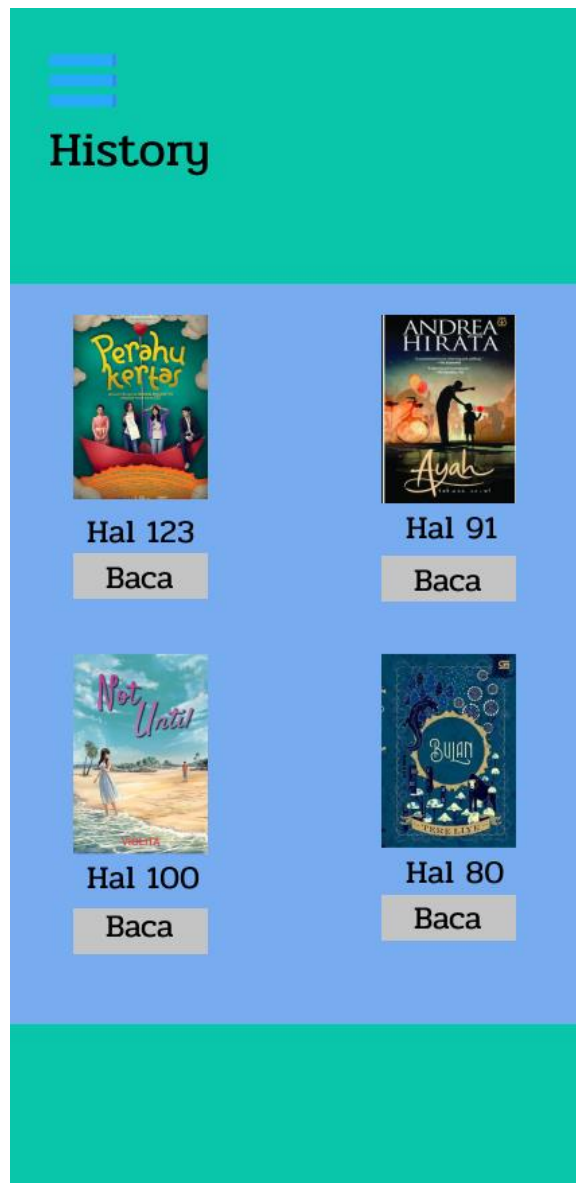 History
Perahu
kertas
ANDREA
HIRATA
Ayah
Hal 123
Hal 91
Baca
Baca
Not
Until
VIOLITA
BULAN
TERE LIYE
Hal 100
Hal 80
Baca
Baca